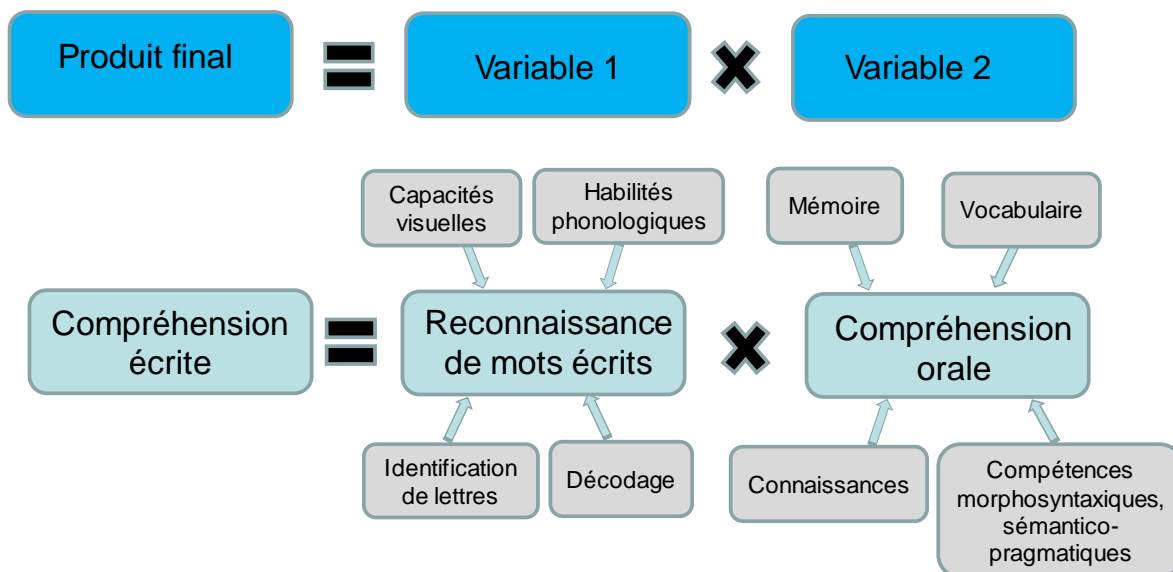 Produit final
Variable 1
Variable 2
Capacités
visuelles
Habilités
phonologiques
Mémoire
Vocabulaire
Compréhension
écrite
Reconnaissance
de mots écrits
Compréhension
orale
Identification
de lettres
Décodage
Connaissances
Compétences
morphosyntaxiques,
sémantico-
pragmatiques